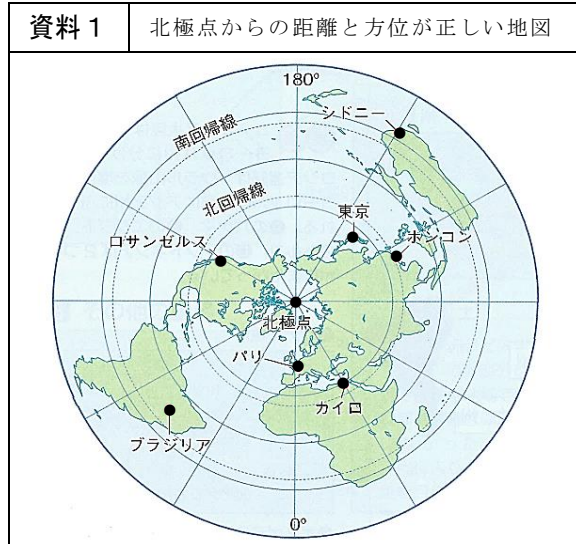 資料１
北極点からの距離と方位が正しい地図
180°
シドニー
南回帰線
北回帰線
東京
ロサンゼルス
ホンコン
北極点
パリ
カイロ
ブラジリア
0°